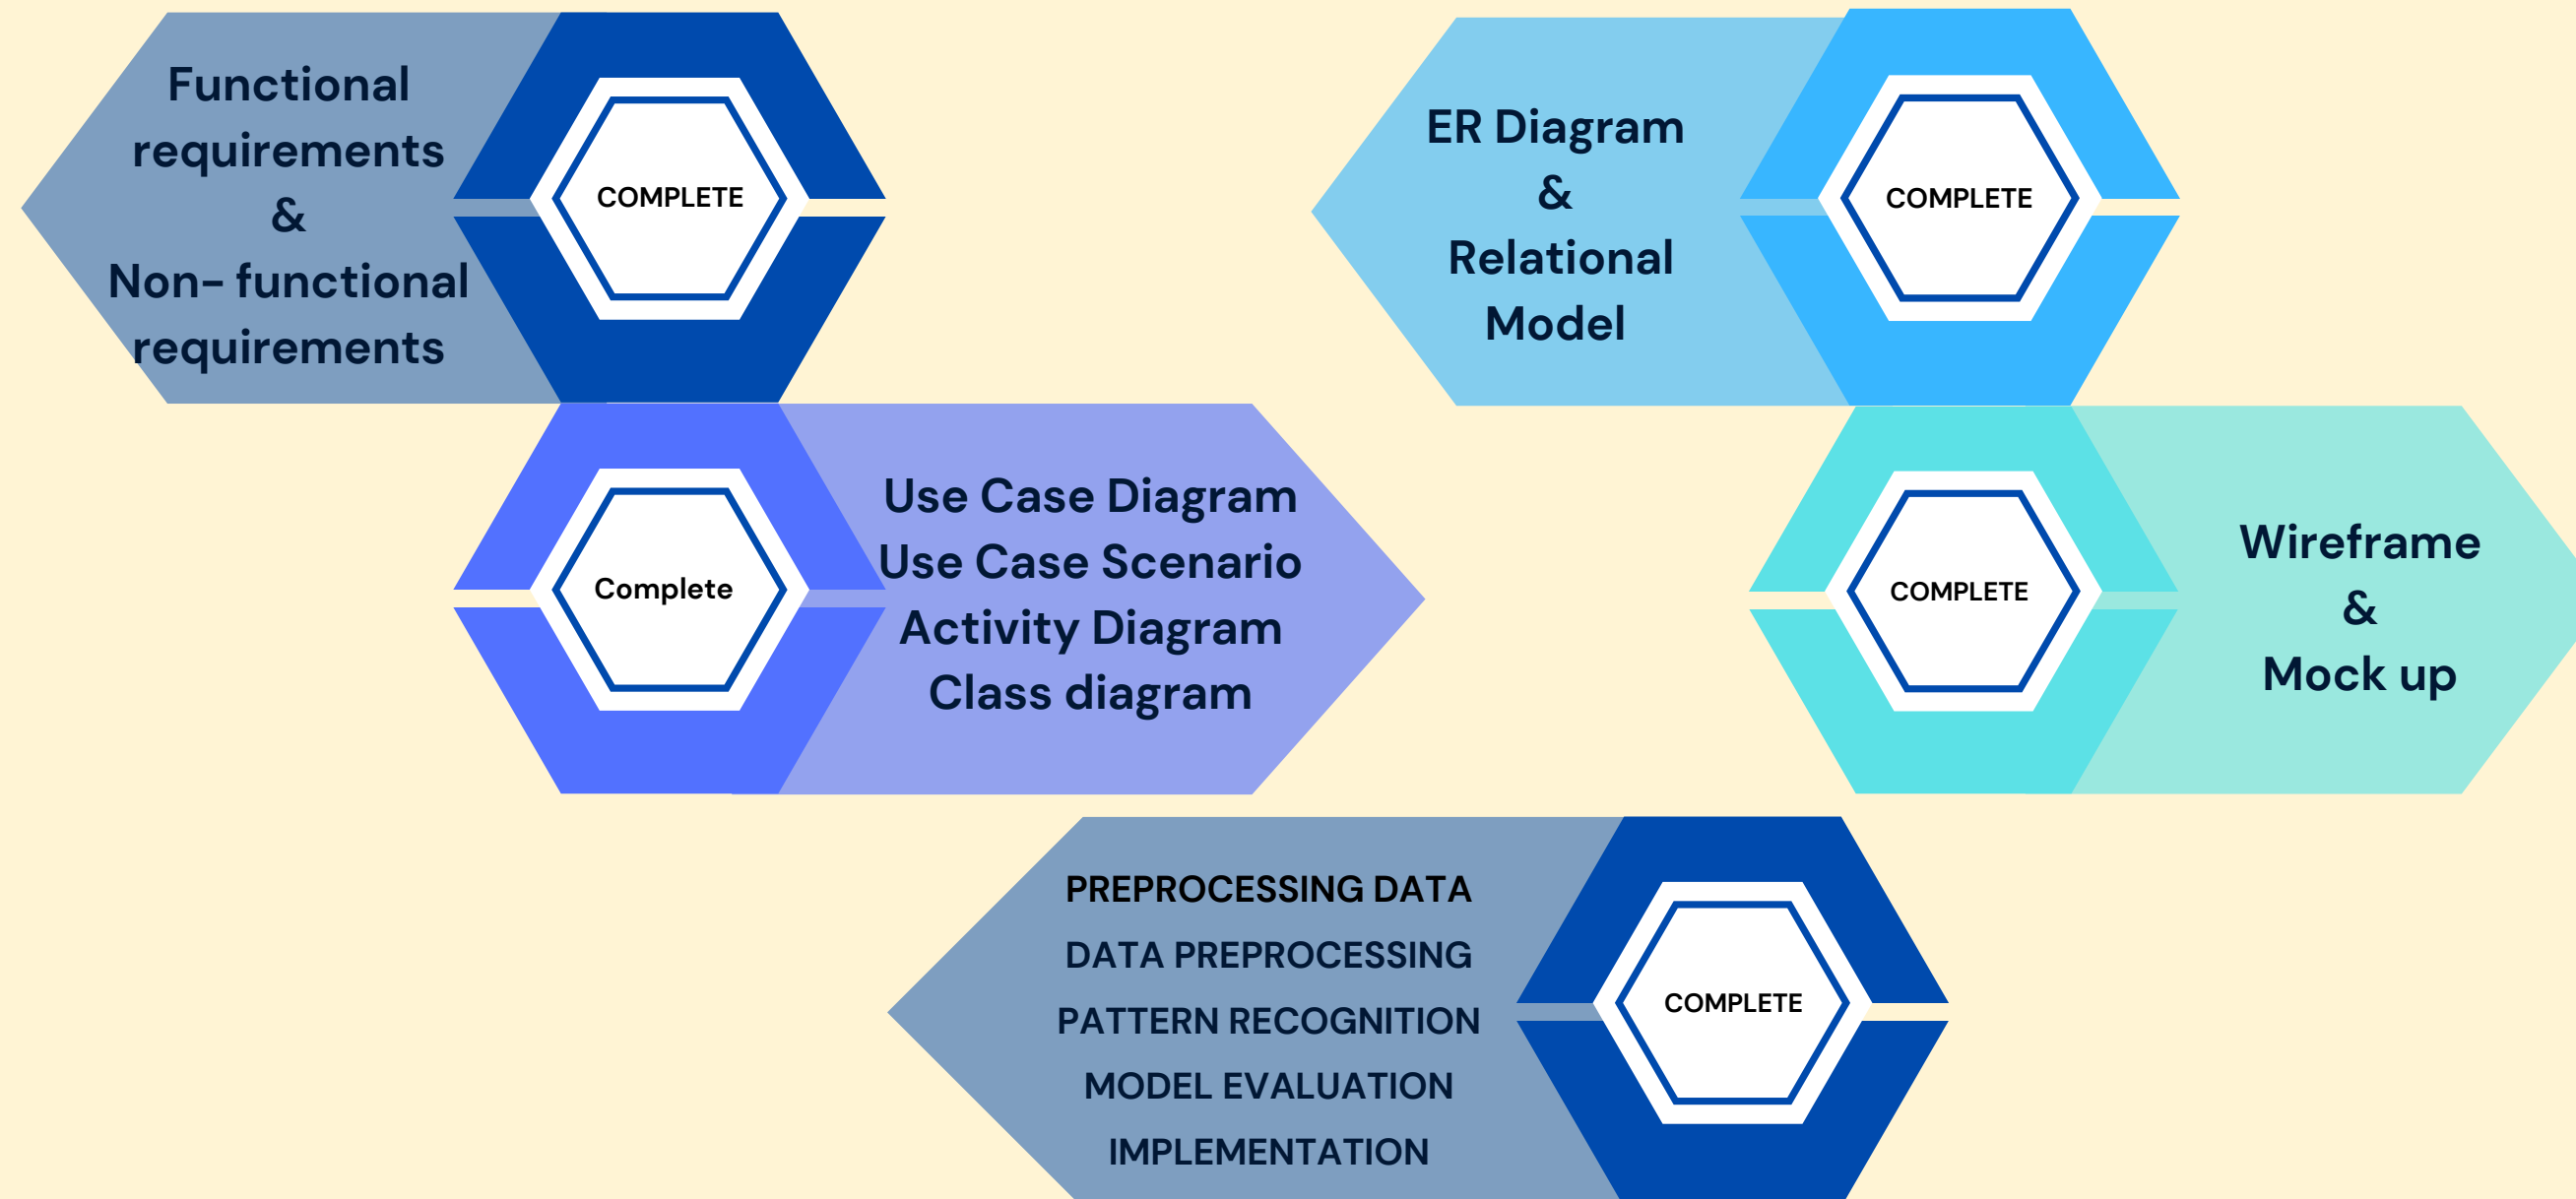 Functional
requirements
&
Non- functional
requirements
COMPLETE
ER Diagram
&
Relational
Model
COMPLETE
Complete
Use Case Diagram
Use Case Scenario
Activity Diagram
Class diagram
COMPLETE
Wireframe
&
Mock up
PREPROCESSING DATA
DATA PREPROCESSING
PATTERN RECOGNITION
MODEL EVALUATION
IMPLEMENTATION
COMPLETE